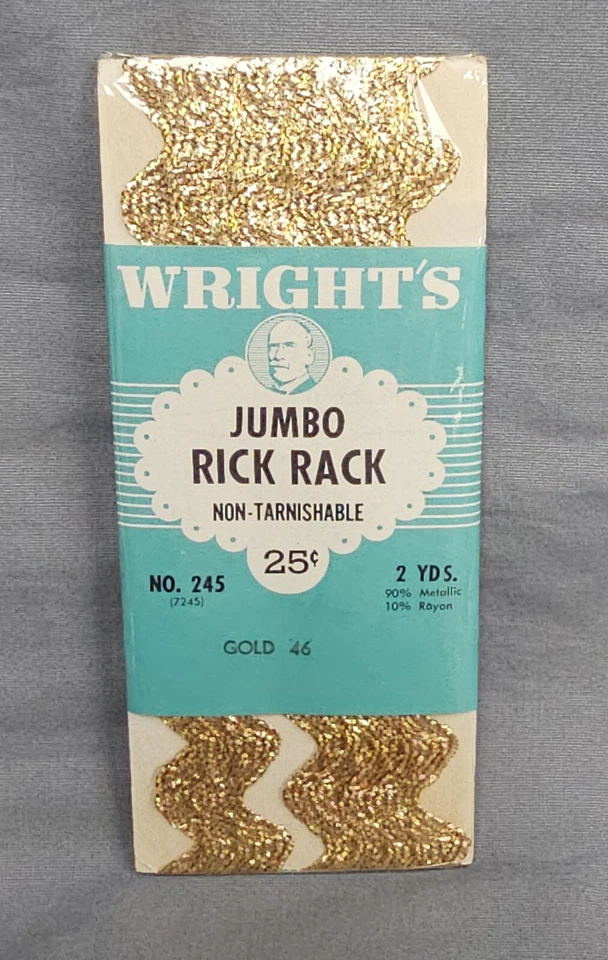 WRIGHT'S
JUMBO
RICK RACK
NON-TARNISHABLE
25¢
NO. 245
(7245)
2 YDS.
90% Metallic
10% Rayon
GOLD 46